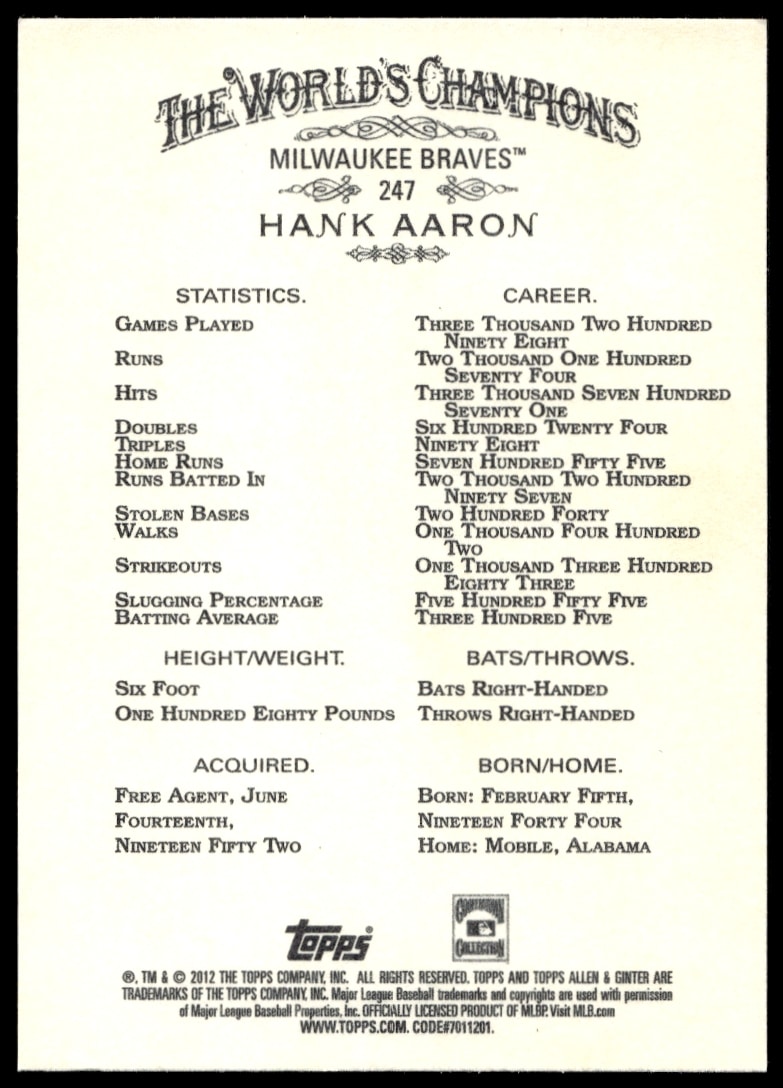 THE WORLD'S CHAMPIONS
MILWAUKEE BRAVES™
247
HANK AARON
STATISTICS.
GAMES PLAYED
RUNS
HITS
DOUBLES
TRIPLES
HOME RUNS
RUNS BATTED IN
STOLEN BASES
WALKS
STRIKEOUTS
SLUGGING PERCENTAGE
BATTING AVERAGE
CAREER.
THREE THOUSAND TWO HUNDRED
NINETY EIGHT
TWO THOUSAND ONE HUNDRED
SEVENTY FOUR
THREE THOUSAND SEVEN HUNDRED
SEVENTY ONE
SIX HUNDRED TWENTY FOUR
NINETY EIGHT
SEVEN HUNDRED FIFTY FIVE
TWO THOUSAND TWO HUNDRED
NINETY SEVEN
TWO HUNDRED FORTY
ONE THOUSAND FOUR HUNDRED
TWO
ONE THOUSAND THREE HUNDRED
EIGHTY THREE
FIVE HUNDRED FIFTY FIVE
THREE HUNDRED FIVE
HEIGHT/WEIGHT.
SIX FOOT
ONE HUNDRED EIGHTY POUNDS
BATS/THROWS.
BATS RIGHT-HANDED
THROWS RIGHT-HANDED
ACQUIRED.
FREE AGENT, JUNE
FOURTEENTH,
NINETEEN FIFTY TWO
BORN/HOME.
BORN: FEBRUARY FIFTH,
NINETEEN FORTY FOUR
HOME: MOBILE, ALABAMA
Topps®
COOPERSTOWN
COLLECTION
®, TM & © 2012 THE TOPPS COMPANY, INC. ALL RIGHTS RESERVED. TOPPS AND TOPPS ALLEN & GINTER ARE
TRADEMARKS OF THE TOPPS COMPANY, INC. Major League Baseball trademarks and copyrights are used with permission
of Major League Baseball Properties, Inc. OFFICIALLY LICENSED PRODUCT OF MLBP. Visit MLB.com
WWW.TOPPS.COM. CODE#7011201.